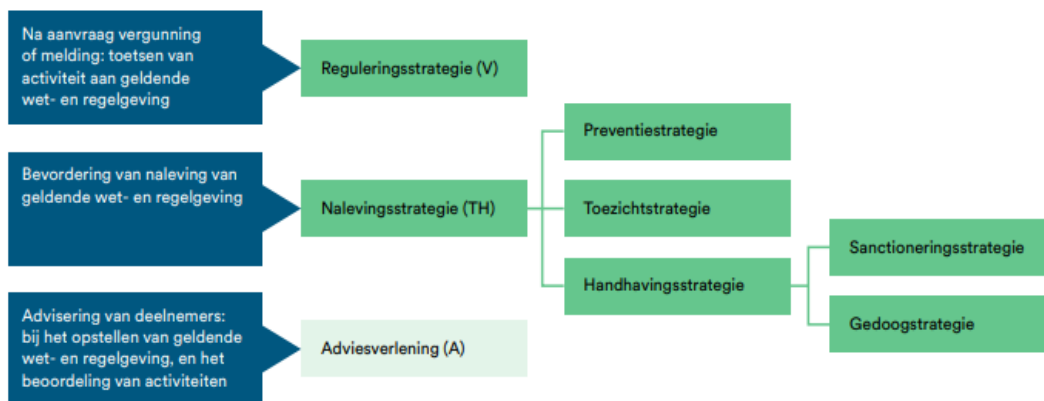 Na aanvraag vergunning
of melding: toetsen van
activiteit aan geldende
wet- en regelgeving
Reguleringsstrategie (V)
Bevordering van naleving van
geldende wet- en regelgeving
Nalevingsstrategie (TH)
Preventiestrategie
Toezichtstrategie
Handhavingsstrategie
Sanctioneringsstrategie
Gedoogstrategie
Advisering van deelnemers:
bij het opstellen van geldende
wet- en regelgeving, en het
beoordeling van activiteiten
Adviesverlening (A)